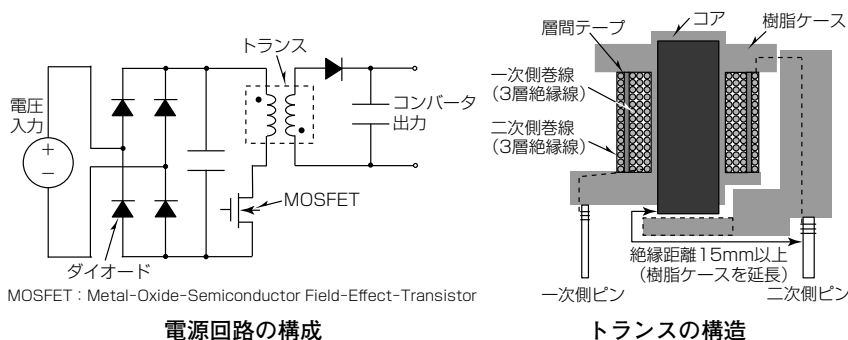 トランス
電圧
入力
+
−
コンバータ
出力
MOSFET
ダイオード
MOSFET：Metal-Oxide-Semiconductor Field-Effect-Transistor
電源回路の構成
コア
層間テープ
樹脂ケース
一次側巻線
（3層絶縁線）
二次側巻線
（3層絶縁線）
絶縁距離15mm以上
（樹脂ケースを延長）
一次側ピン
二次側ピン
トランスの構造